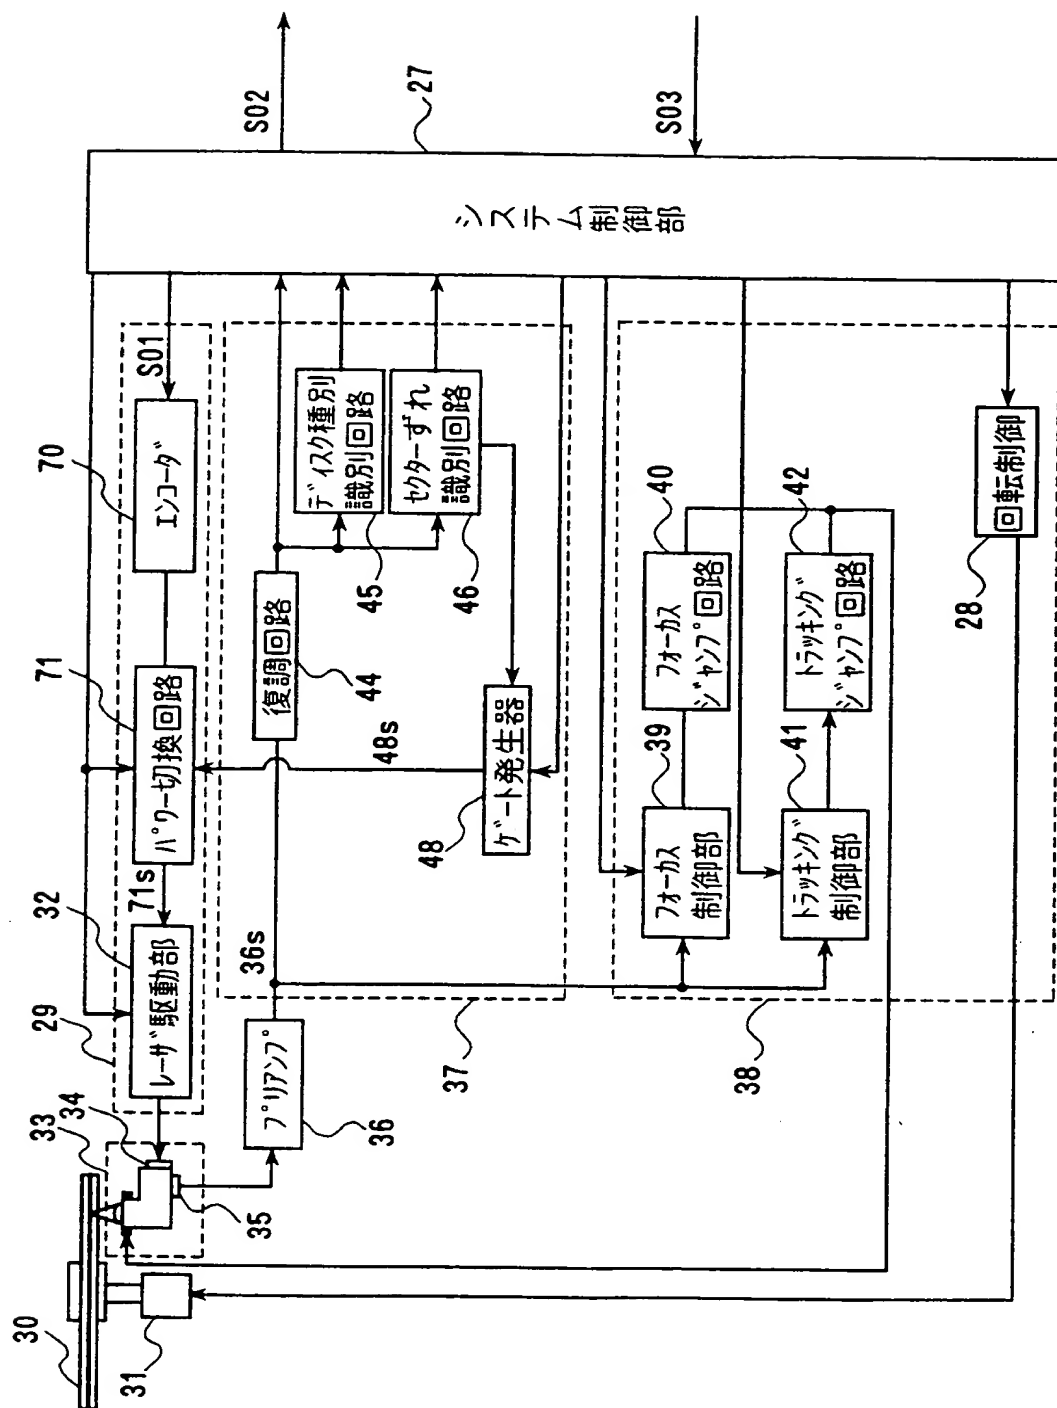 S02
S03
27
システム制御部
S01
70
エンコーダ
71
パワー切換回路
71s
32
レーザ駆動部
29
ディスク種別
識別回路
45
セクターずれ
識別回路
46
復調回路
44
48s
ゲート発生器
48
36s
37
プリアンプ
36
33
34
35
30
31
40
フォーカス
ジャンプ回路
39
フォーカス
制御部
42
トラッキング
ジャンプ回路
41
トラッキング
制御部
38
回転制御
28